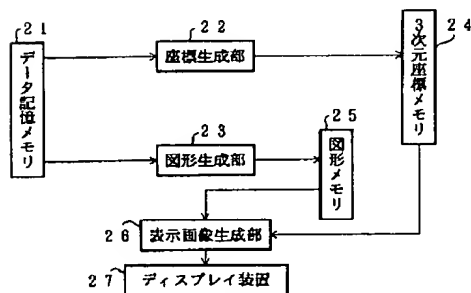 21
データ記憶メモリ
22
座標生成部
3次元座標メモリ
24
23
図形生成部
25
図形メモリ
26
表示画像生成部
27
ディスプレイ装置